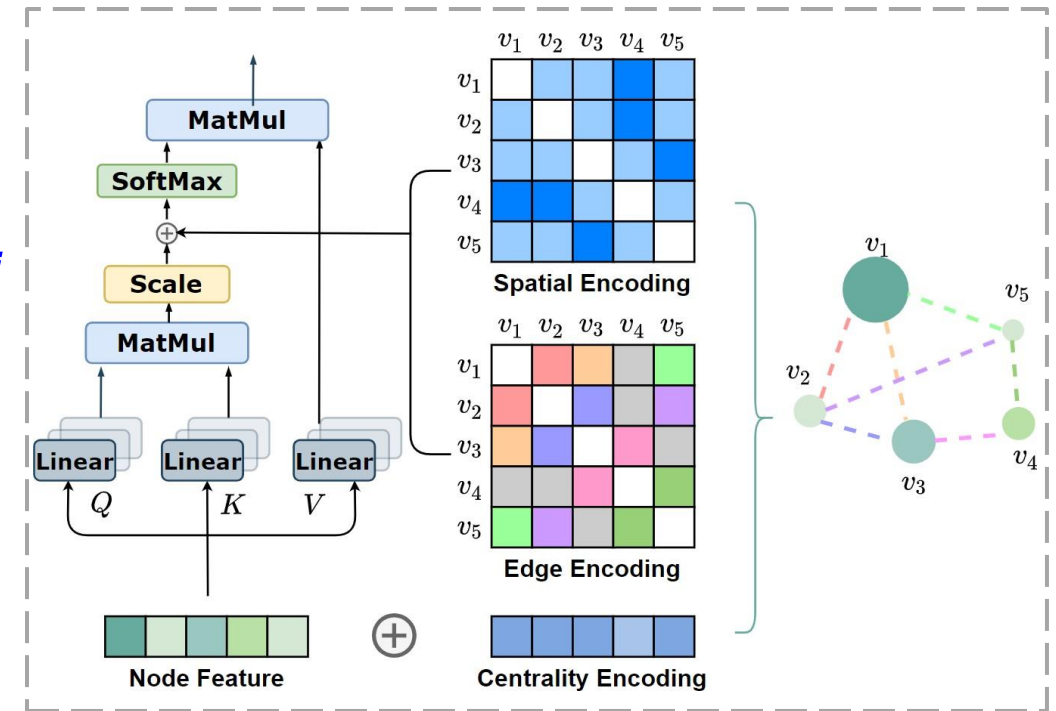 MatMul
SoftMax
+
Scale
MatMul
Linear
Linear
Linear
Q
K
V
Node Feature
+
v₁ v₂ v₃ v₄ v₅
v₁
v₂
v₃
v₄
v₅
Spatial Encoding
v₁ v₂ v₃ v₄ v₅
v₁
v₂
v₃
v₄
v₅
Edge Encoding
Centrality Encoding
v₁
v₅
v₂
v₄
v₃